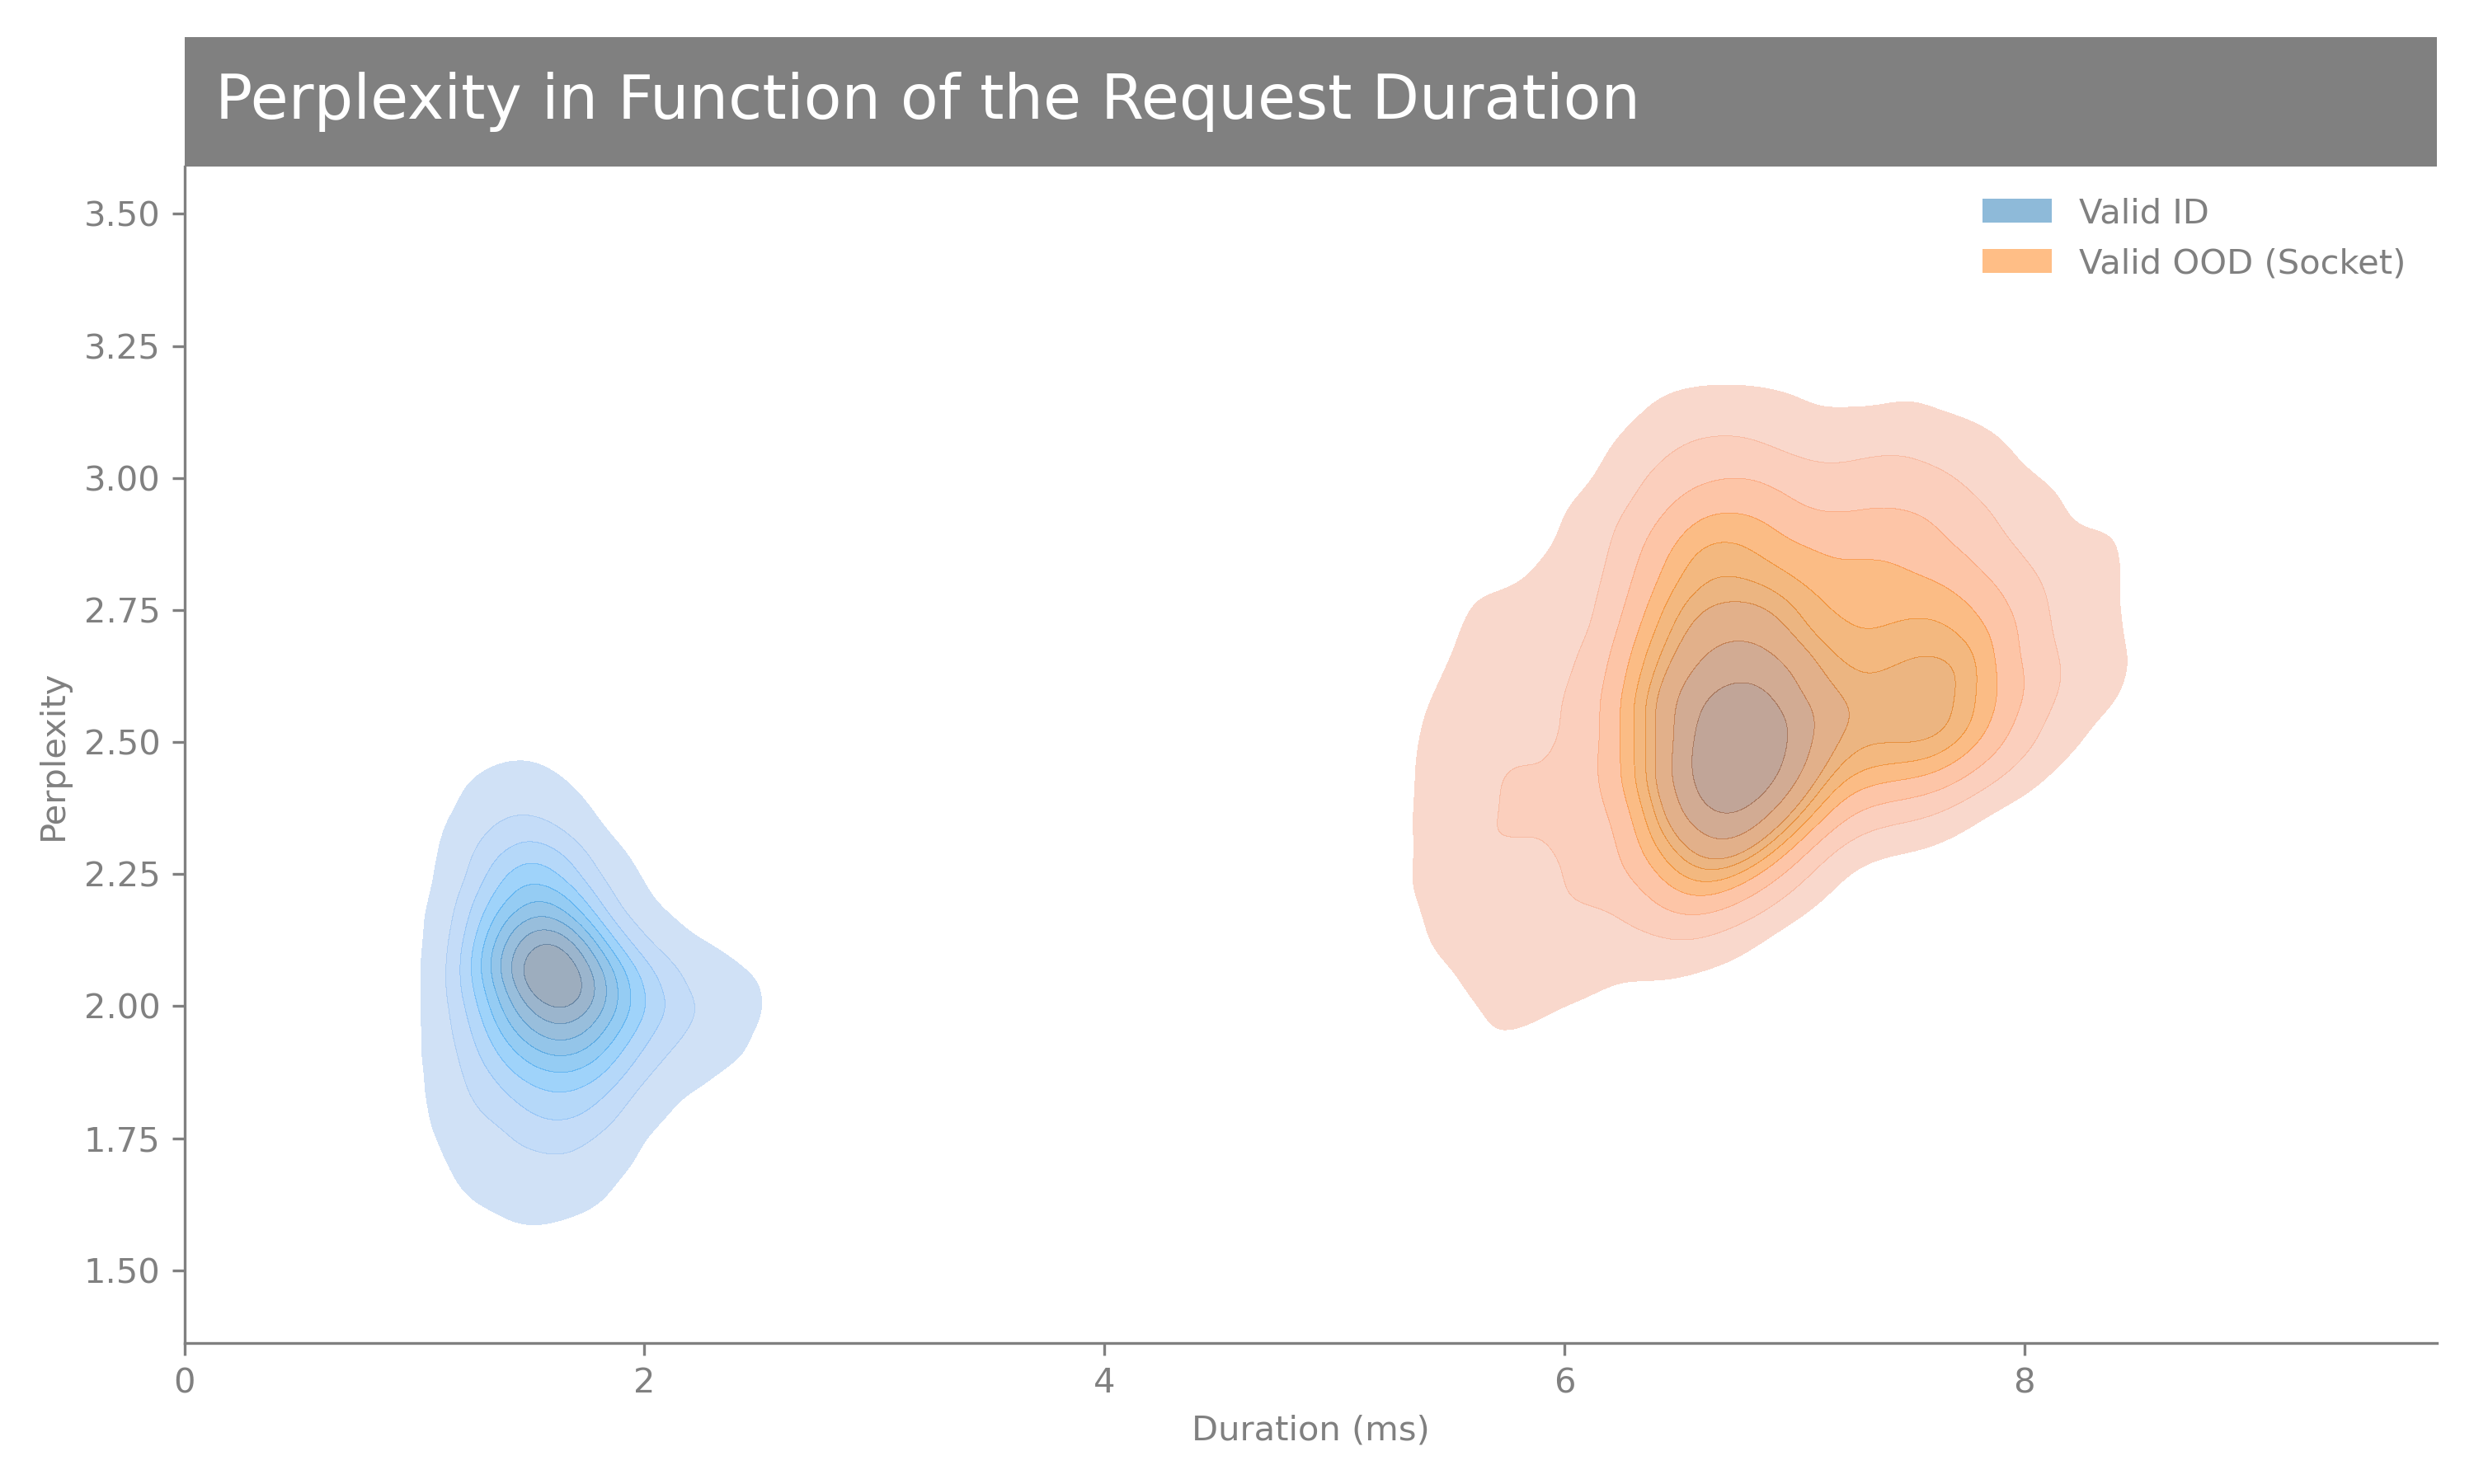 Perplexity in Function of the Request Duration
Valid ID
Valid OOD (Socket)
3.50
3.25
3.00
2.75
2.50
2.25
2.00
1.75
1.50
Perplexity
0 2 4 6 8
Duration (ms)